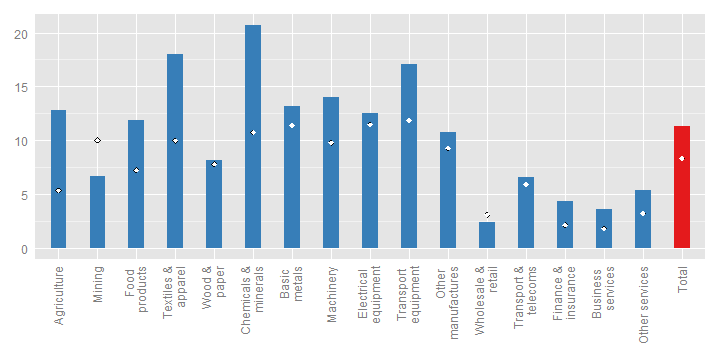 20
15
10
5
0
Agriculture
Mining
Food
products
Textiles &
apparel
Wood &
paper
Chemicals &
minerals
Basic
metals
Machinery
Electrical
equipment
Transport
equipment
Other
manufactures
Wholesale &
retail
Transport &
telecoms
Finance &
insurance
Business
services
Other services
Total